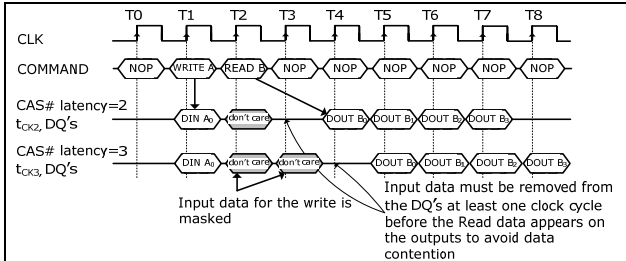 T0 T1 T2 T3 T4 T5 T6 T7 T8
CLK
COMMAND NOP WRITE A READ B NOP NOP NOP NOP NOP NOP
CAS# latency=2
tCK2, DQ's DIN A0 don't care DOUT B0 DOUT B1 DOUT B2 DOUT B3
CAS# latency=3
tCK3, DQ's DIN A0 don't care don't care DOUT B0 DOUT B1 DOUT B2 DOUT B3
Input data for the write is
masked
Input data must be removed from
the DQ's at least one clock cycle
before the Read data appears on
the outputs to avoid data
contention